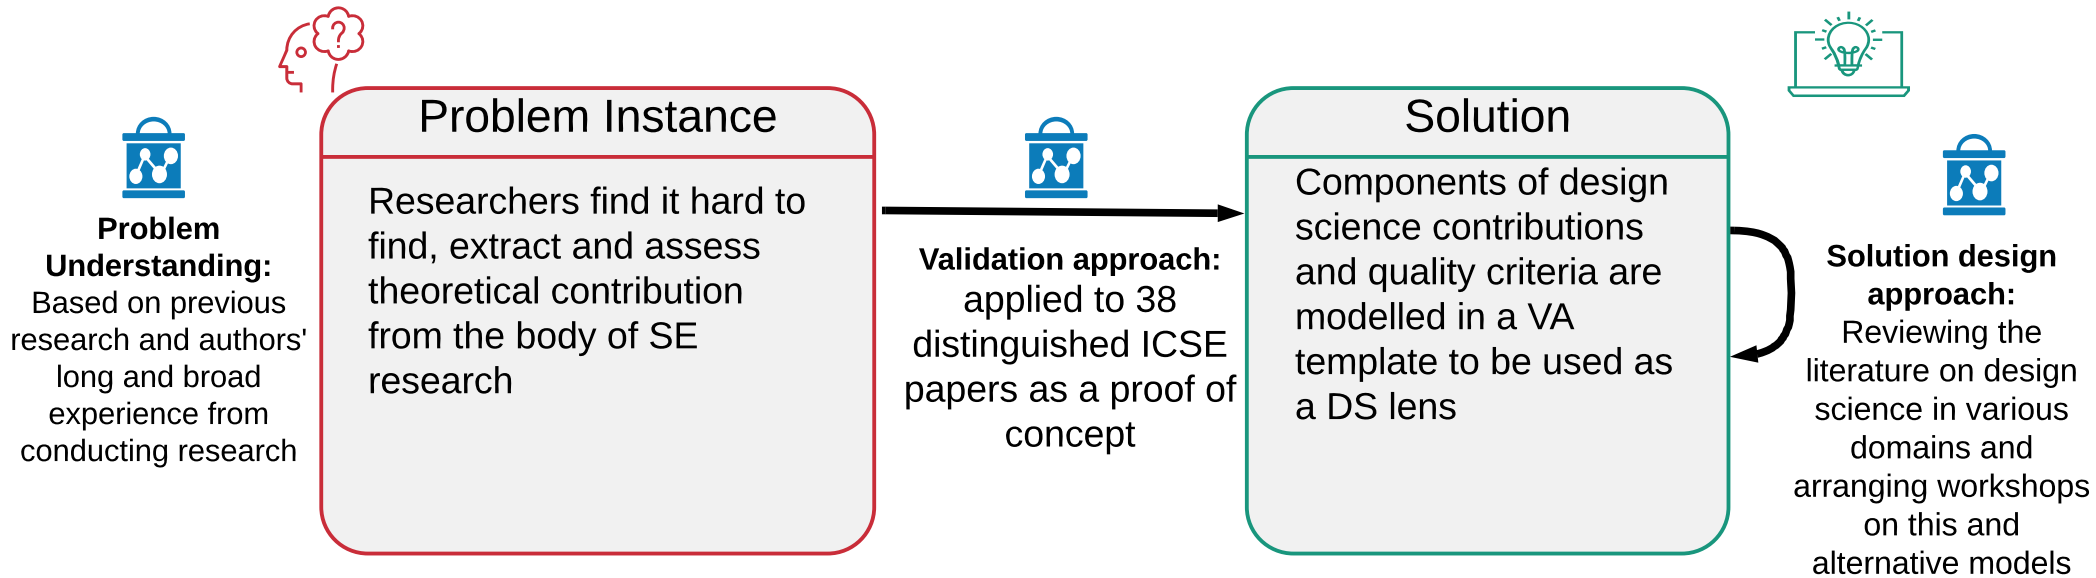 ?
Problem
Understanding:
Based on previous
research and authors'
long and broad
experience from
conducting research
Problem Instance
Researchers find it hard to
find, extract and assess
theoretical contribution
from the body of SE
research
Validation approach:
applied to 38
distinguished ICSE
papers as a proof of
concept
Solution
Components of design
science contributions
and quality criteria are
modelled in a VA
template to be used as
a DS lens
Solution design
approach:
Reviewing the
literature on design
science in various
domains and
arranging workshops
on this and
alternative models